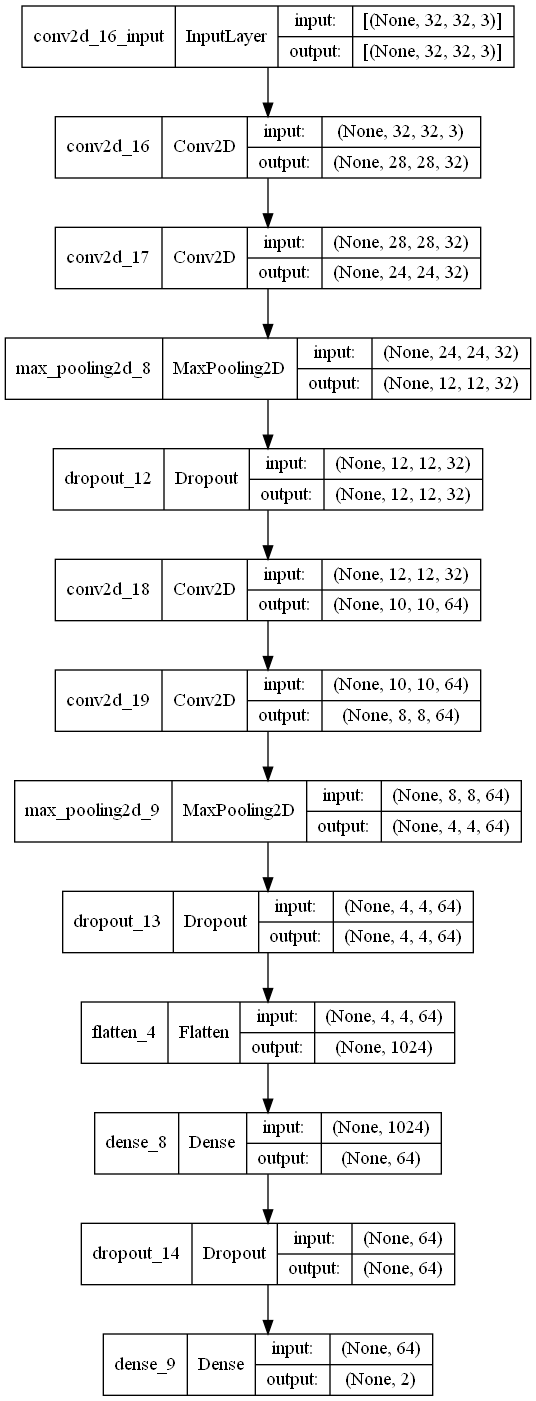 conv2d_16_input InputLayer input: [(None, 32, 32, 3)]
output: [(None, 32, 32, 3)]
conv2d_16 Conv2D input: (None, 32, 32, 3)
output: (None, 28, 28, 32)
conv2d_17 Conv2D input: (None, 28, 28, 32)
output: (None, 24, 24, 32)
max_pooling2d_8 MaxPooling2D input: (None, 24, 24, 32)
output: (None, 12, 12, 32)
dropout_12 Dropout input: (None, 12, 12, 32)
output: (None, 12, 12, 32)
conv2d_18 Conv2D input: (None, 12, 12, 32)
output: (None, 10, 10, 64)
conv2d_19 Conv2D input: (None, 10, 10, 64)
output: (None, 8, 8, 64)
max_pooling2d_9 MaxPooling2D input: (None, 8, 8, 64)
output: (None, 4, 4, 64)
dropout_13 Dropout input: (None, 4, 4, 64)
output: (None, 4, 4, 64)
flatten_4 Flatten input: (None, 4, 4, 64)
output: (None, 1024)
dense_8 Dense input: (None, 1024)
output: (None, 64)
dropout_14 Dropout input: (None, 64)
output: (None, 64)
dense_9 Dense input: (None, 64)
output: (None, 2)